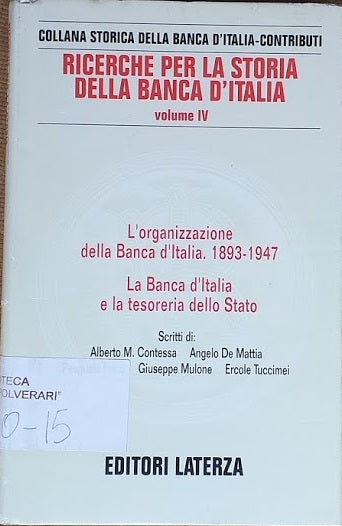 COLLANA STORICA DELLA BANCA D'ITALIA-CONTRIBUTI
RICERCHE PER LA STORIA
DELLA BANCA D'ITALIA
volume IV
L'organizzazione
della Banca d'Italia. 1893-1947
La Banca d'Italia
e la tesoreria dello Stato
Scritti di:
Alberto M. Contessa Angelo De Mattia
Giuseppe Mulone Ercole Tuccimei
OTECA
OLVERARI"
0-15
EDITORI LATERZA